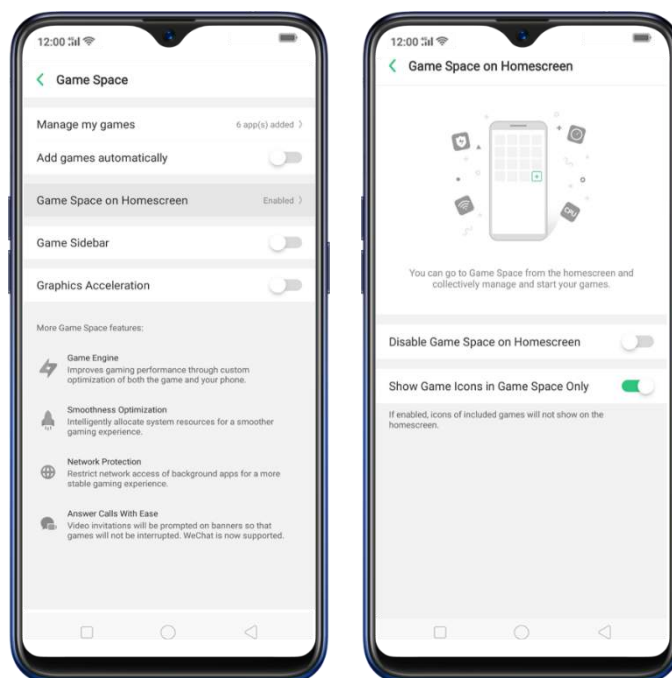 12:00
Game Space
Manage my games 6 app(s) added
Add games automatically
Game Space on Homescreen Enabled
Game Sidebar
Graphics Acceleration
More Game Space features:
Game Engine
Improves gaming performance through custom
optimization of both the game and your phone.
Smoothness Optimization
Intelligently allocate system resources for a smoother
gaming experience.
Network Protection
Restrict network access of background apps for a more
stable gaming experience.
Answer Calls With Ease
Video invitations will be prompted on banners so that
games will not be interrupted. WeChat is now supported.
12:00
Game Space on Homescreen
CPU
You can go to Game Space from the homescreen and
collectively manage and start your games.
Disable Game Space on Homescreen
Show Game Icons in Game Space Only
If enabled, icons of included games will not show on the
homescreen.